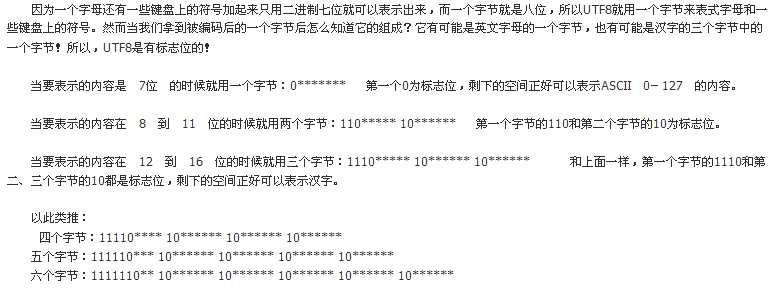 因为一个字母还有一些键盘上的符号加起来只用二进制七位就可以表示出来，而一个字节就是八位，所以UTF8就用一个字节来表式字母和一
些键盘上的符号。然而当我们拿到被编码后的一个字节后怎么知道它的组成？它有可能是英文字母的一个字节，也有可能是汉字的三个字节中的
一个字节！所以，UTF8是有标志位的！
当要表示的内容是 7位 的时候就用一个字节：0******* 第一个0为标志位，剩下的空间正好可以表示ASCII 0－127 的内容。
当要表示的内容在 8 到 11 位的时候就用两个字节：110***** 10****** 第一个字节的110和第二个字节的10为标志位。
当要表示的内容在 12 到 16 位的时候就用三个字节：1110***** 10****** 10****** 和上面一样，第一个字节的1110和第
二、三个字节的10都是标志位，剩下的空间正好可以表示汉字。
以此类推：
四个字节：11110**** 10****** 10****** 10******
五个字节：111110*** 10****** 10****** 10****** 10******
六个字节：1111110** 10****** 10****** 10****** 10****** 10******